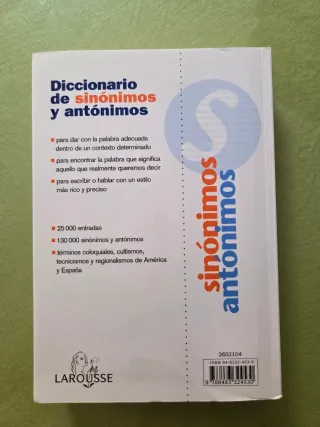 Diccionario
de sinónimos
y antónimos
para dar con la palabra adecuada
dentro de un contexto determinado
para encontrar la palabra que significa
aquello que realmente queremos decir
para escribir o hablar con un estilo
más rico y preciso
25 000 entradas
130 000 sinónimos y antónimos
términos coloquiales, cultismos,
tecnicismos y regionalismos de América
y España
S
sinónimos
antónimos
2602104
LAROUSSE